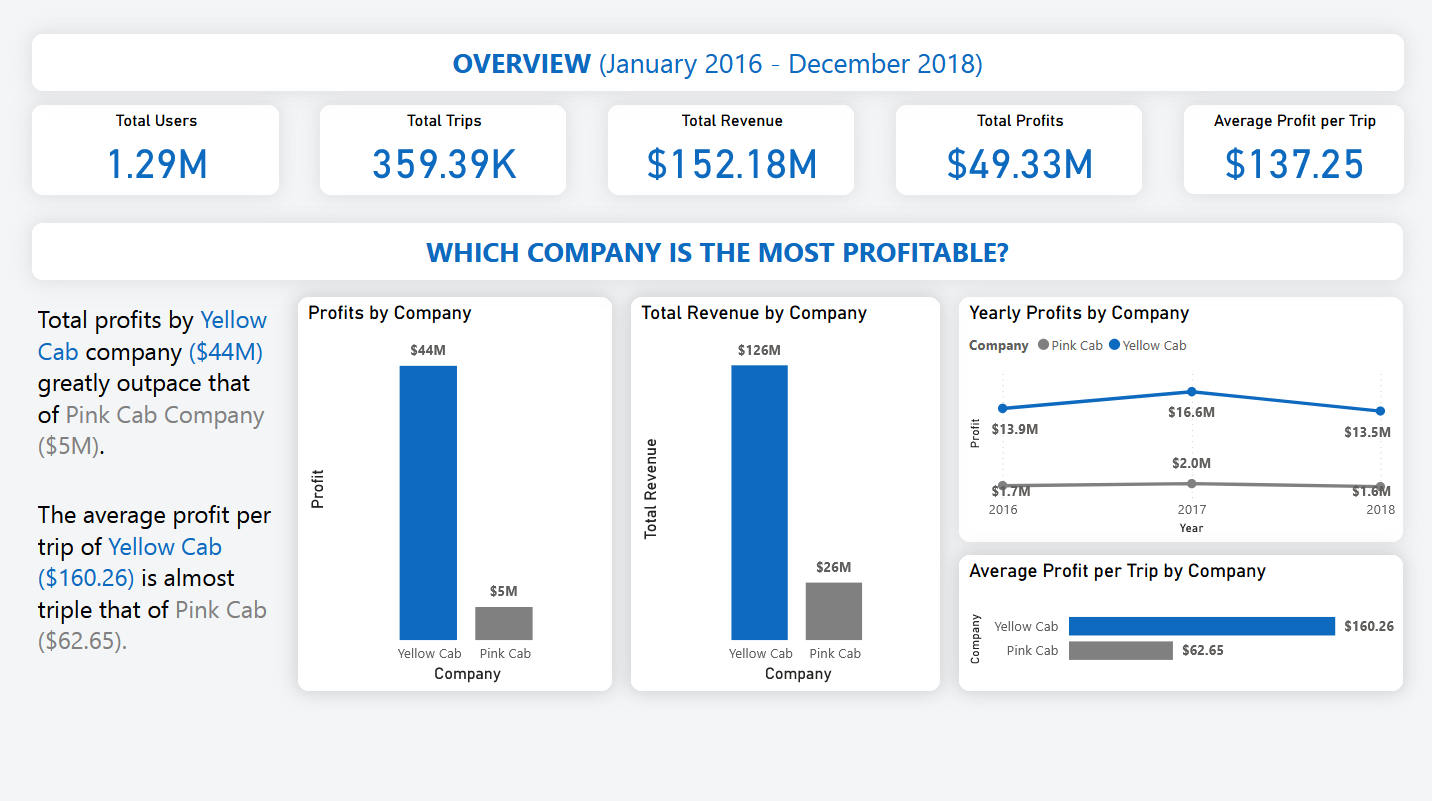 OVERVIEW (January 2016 - December 2018)
Total Users
1.29M
Total Trips
359.39K
Total Revenue
$152.18M
Total Profits
$49.33M
Average Profit per Trip
$137.25
WHICH COMPANY IS THE MOST PROFITABLE?
Total profits by Yellow
Cab company ($44M)
greatly outpace that
of Pink Cab Company
($5M).
The average profit per
trip of Yellow Cab
($160.26) is almost
triple that of Pink Cab
($62.65).
Profits by Company
$44M
$5M
Profit
Yellow Cab
Pink Cab
Company
Total Revenue by Company
$126M
$26M
Total Revenue
Yellow Cab
Pink Cab
Company
Yearly Profits by Company
Company Pink Cab Yellow Cab
Profit
$13.9M
$16.6M
$13.5M
$1.7M
$2.0M
$1.6M
2016
2017
2018
Year
Average Profit per Trip by Company
Company
Yellow Cab $160.26
Pink Cab $62.65